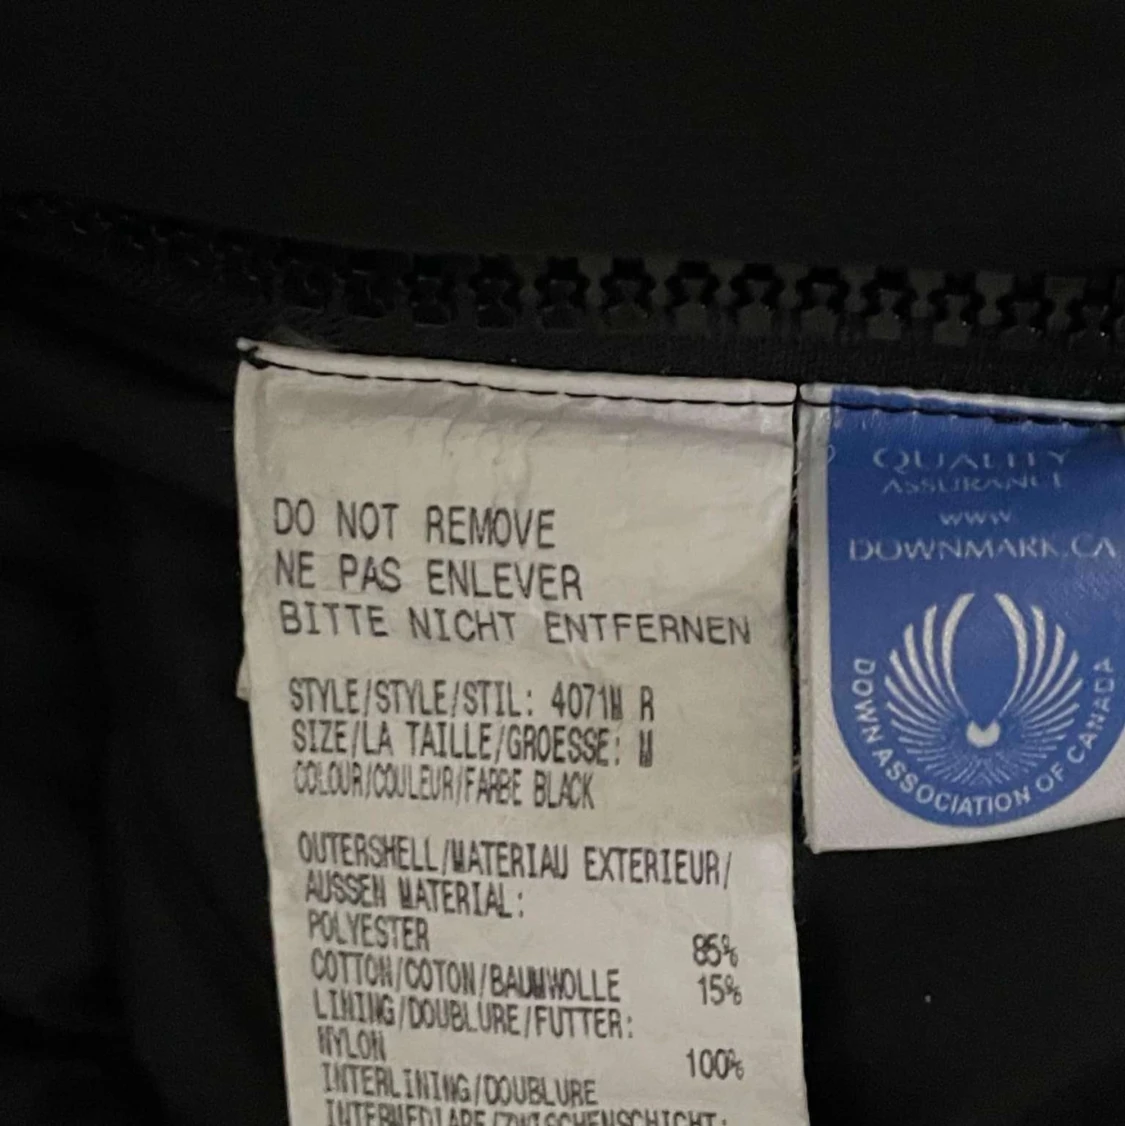 DO NOT REMOVE
NE PAS ENLEVER
BITTE NICHT ENTFERNEN
STYLE/STYLE/STIL: 4071M R
SIZE/LA TAILLE/GROESSE: M
COLOUR/COULEUR/FARBE BLACK
OUTERSHELL/MATERIAU EXTERIEUR/
AUSSEN MATERIAL:
POLYESTER 85%
COTTON/COTON/BAUMWOLLE 15%
LINING/DOUBLURE/FUTTER:
NYLON 100%
INTERLINING/DOUBLURE
INTERMEDIARE/ZWISCHENSCHICHT:
QUALITY
ASSURANCE
WWW
DOWNMARK.CA
DOWN ASSOCIATION OF CANADA